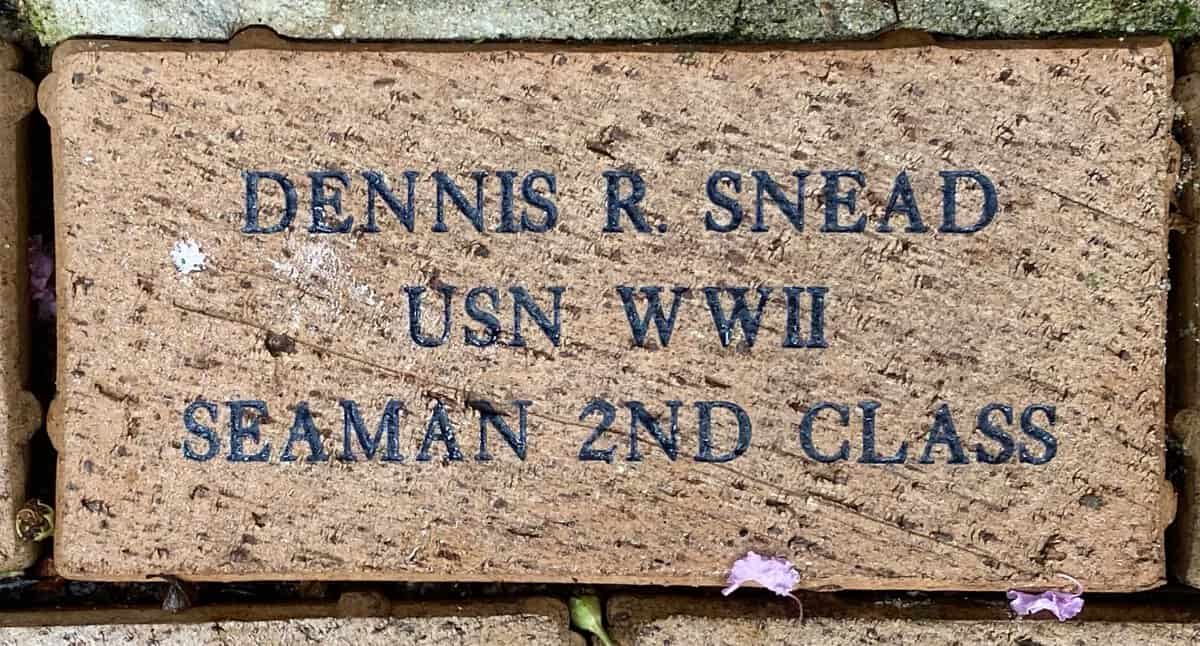 DENNIS R. SNEAD
USN WWII
SEAMAN 2ND CLASS